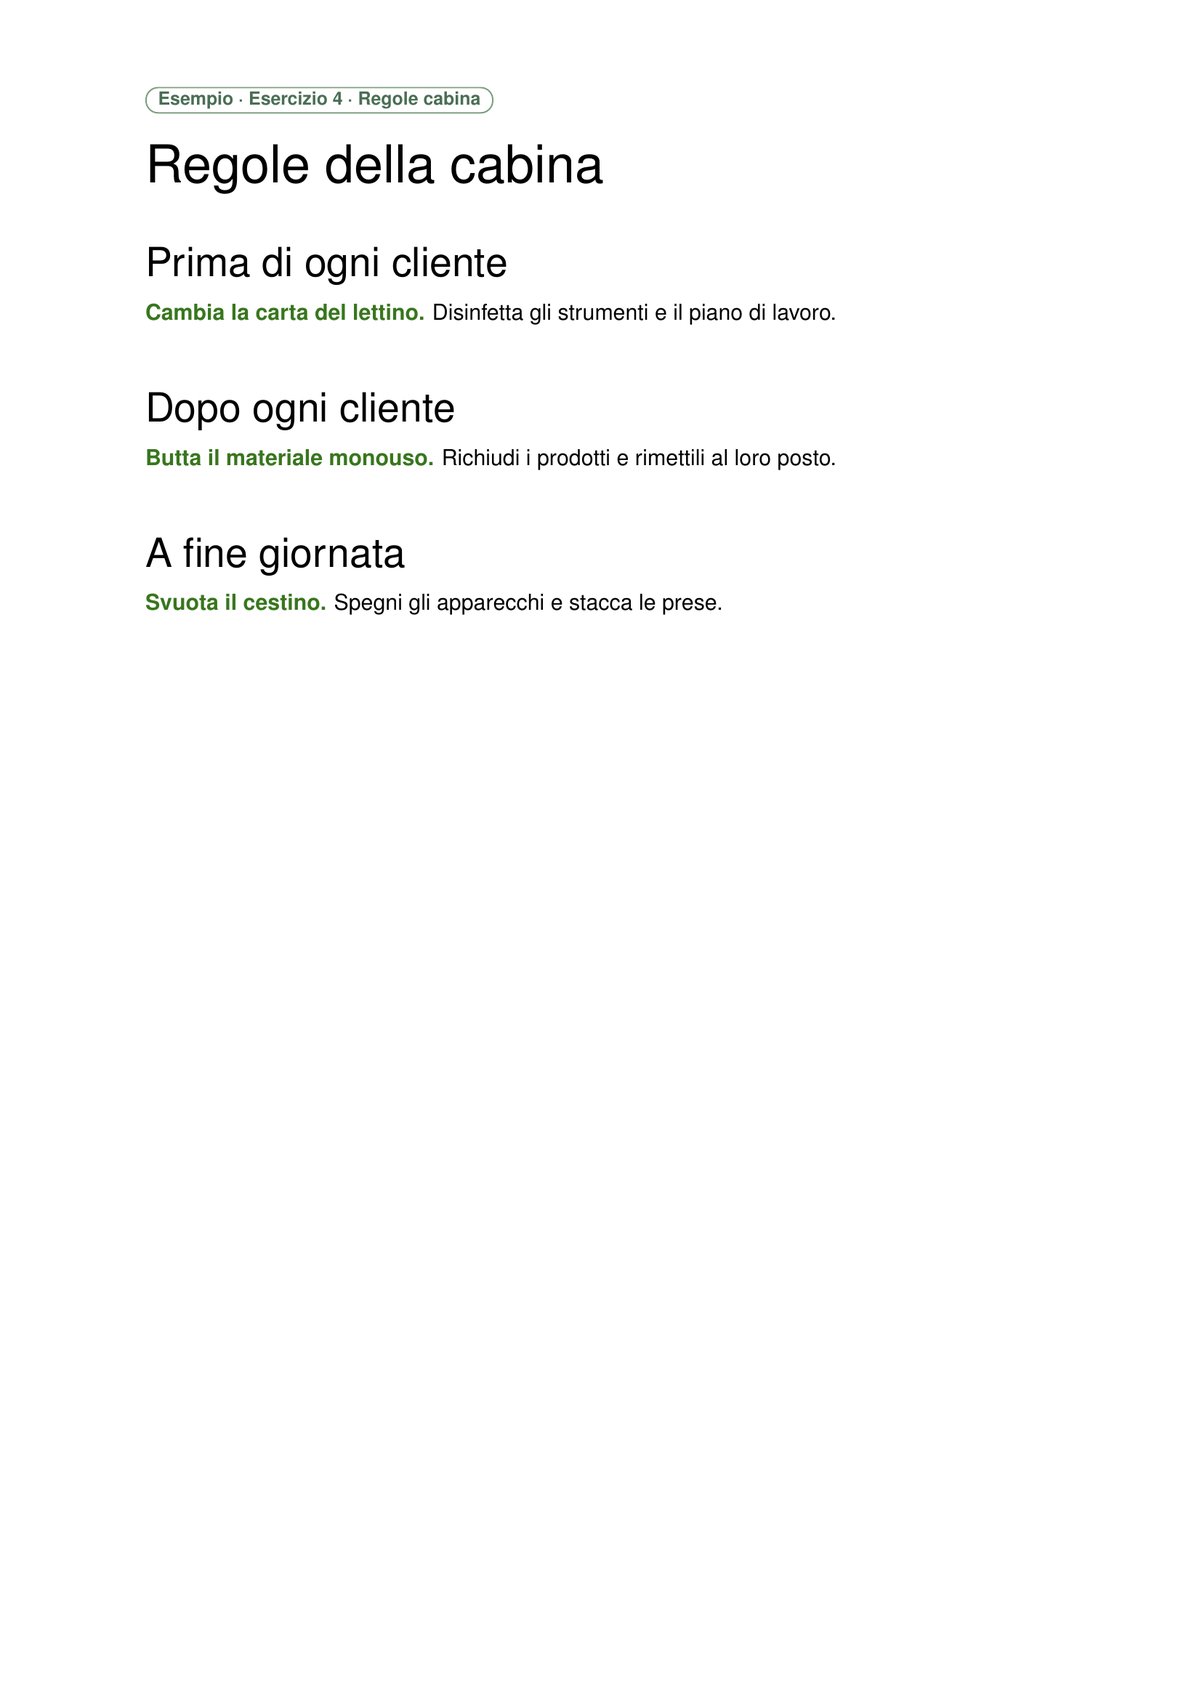 Esempio · Esercizio 4 · Regole cabina
Regole della cabina
Prima di ogni cliente
Cambia la carta del lettino. Disinfetta gli strumenti e il piano di lavoro.
Dopo ogni cliente
Butta il materiale monouso. Richiudi i prodotti e rimettili al loro posto.
A fine giornata
Svuota il cestino. Spegni gli apparecchi e stacca le prese.